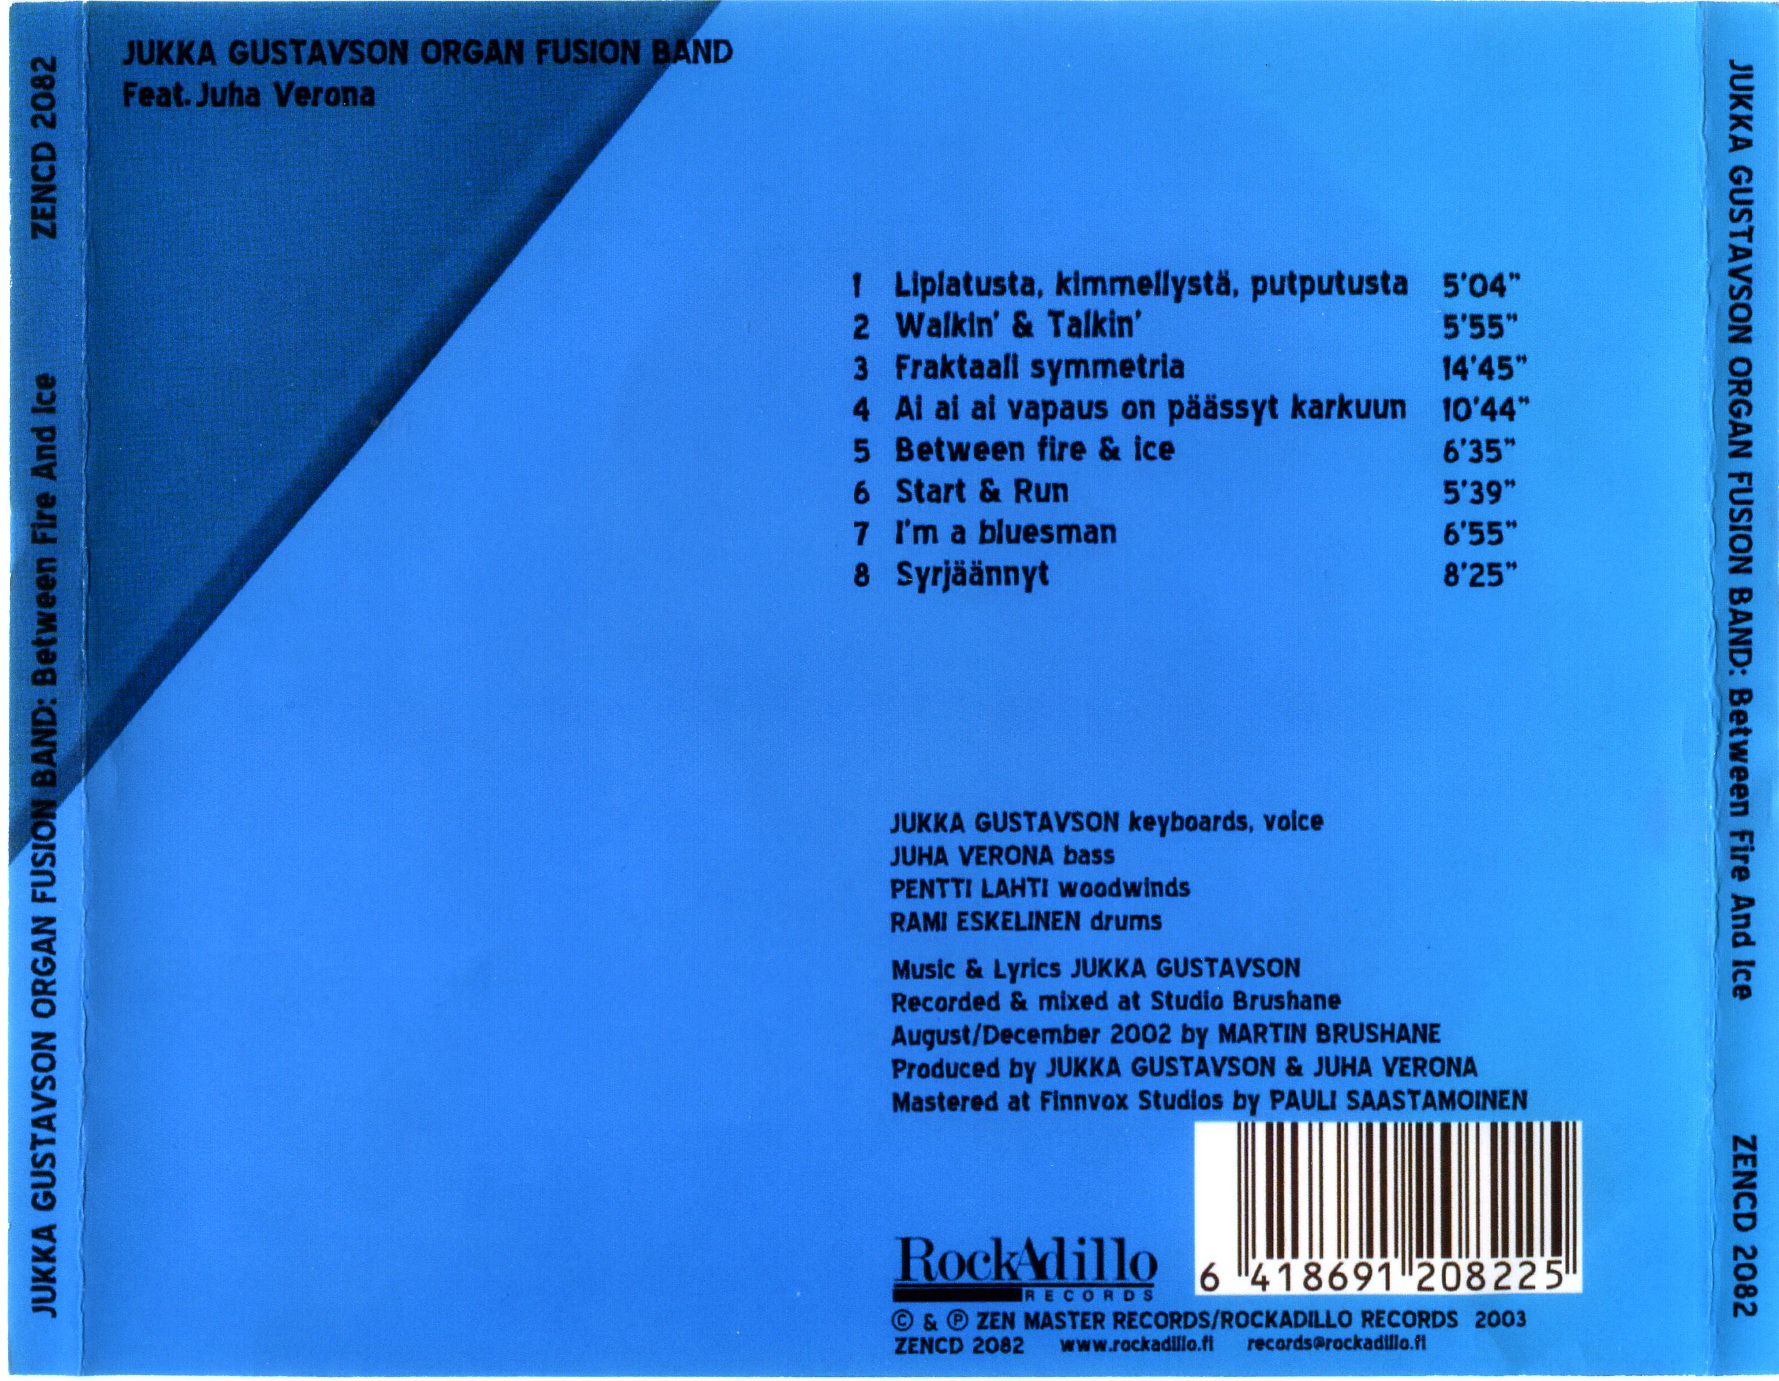 JUKKA GUSTAVSON ORGAN FUSION BAND
Feat. Juha Verona
JUKKA GUSTAVSON ORGAN FUSION BAND: Between Fire And Ice ZENCD 2082
1 Liplatusta, kimmellystä, putputusta 5'04"
2 Walkin' & Talkin' 5'55"
3 Fraktaali symmetria 14'45"
4 Ai ai ai vapaus on päässyt karkuun 10'44"
5 Between fire & ice 6'35"
6 Start & Run 5'39"
7 I'm a bluesman 6'55"
8 Syrjäännyt 8'25"
JUKKA GUSTAVSON keyboards, voice
JUHA VERONA bass
PENTTI LAHTI woodwinds
RAMI ESKELINEN drums
Music & Lyrics JUKKA GUSTAVSON
Recorded & mixed at Studio Brushane
August/December 2002 by MARTIN BRUSHANE
Produced by JUKKA GUSTAVSON & JUHA VERONA
Mastered at Finnvox Studios by PAULI SAASTAMOINEN
RockAdillo
RECORDS
6 418691 208225
© & ℗ ZEN MASTER RECORDS/ROCKADILLO RECORDS 2003
ZENCD 2082 www.rockadillo.fi records@rockadillo.fi
JUKKA GUSTAVSON ORGAN FUSION BAND: Between Fire And Ice ZENCD 2082